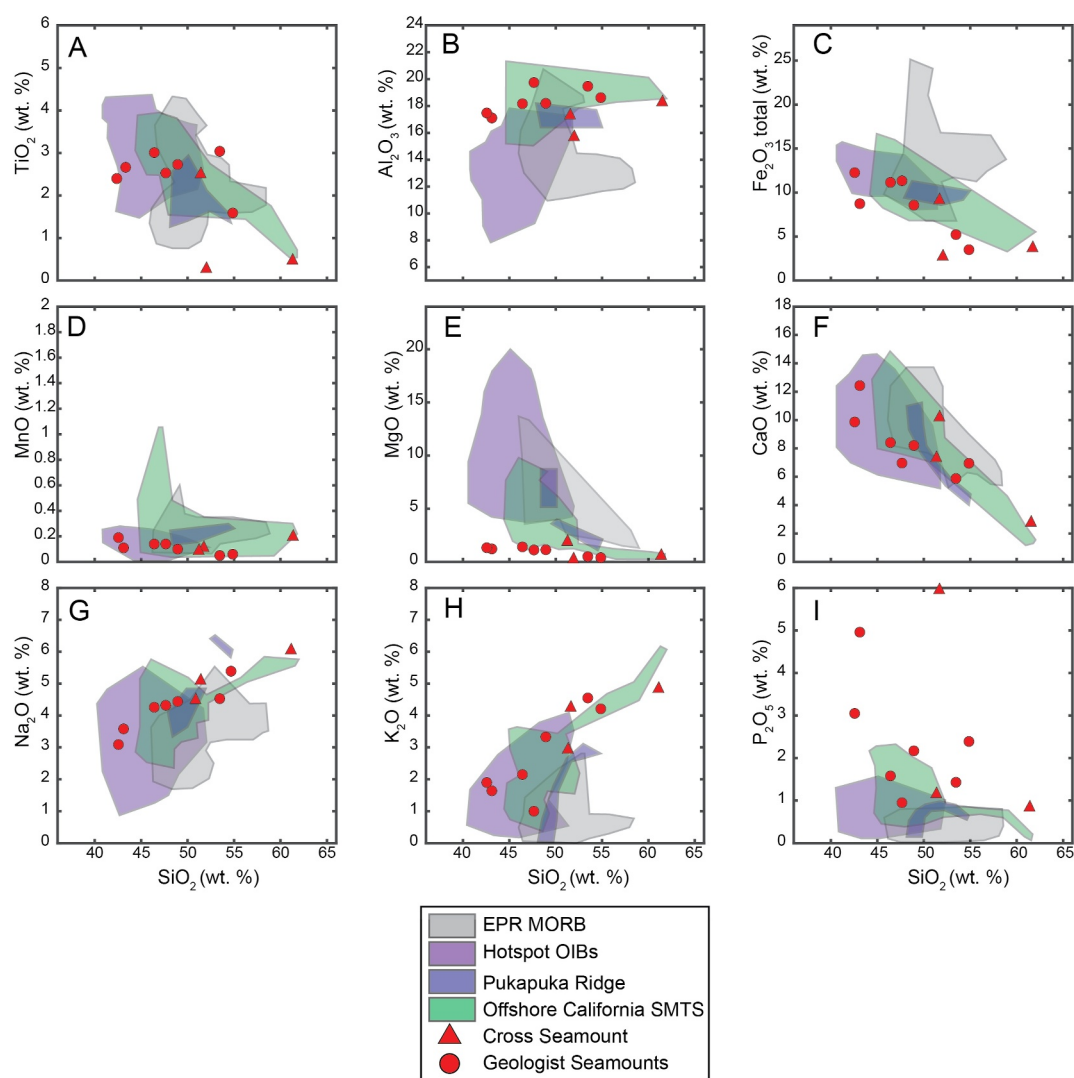 A
TiO₂ (wt. %)
6
5
4
3
2
1
0
B
Al₂O₃ (wt. %)
24
22
20
18
16
14
12
10
8
6
C
Fe₂O₃ total (wt. %)
25
20
15
10
5
0
D
MnO (wt. %)
2
1.8
1.6
1.4
1.2
1
0.8
0.6
0.4
0.2
0
E
MgO (wt. %)
20
15
10
5
0
F
CaO (wt. %)
18
16
14
12
10
8
6
4
2
0
G
Na₂O (wt. %)
8
7
6
5
4
3
2
1
0
40 45 50 55 60 65
SiO₂ (wt. %)
H
K₂O (wt. %)
8
7
6
5
4
3
2
1
0
40 45 50 55 60 65
SiO₂ (wt. %)
I
P₂O₅ (wt. %)
6
5
4
3
2
1
0
40 45 50 55 60 65
SiO₂ (wt. %)
EPR MORB
Hotspot OIBs
Pukapuka Ridge
Offshore California SMTS
Cross Seamount
Geologist Seamounts